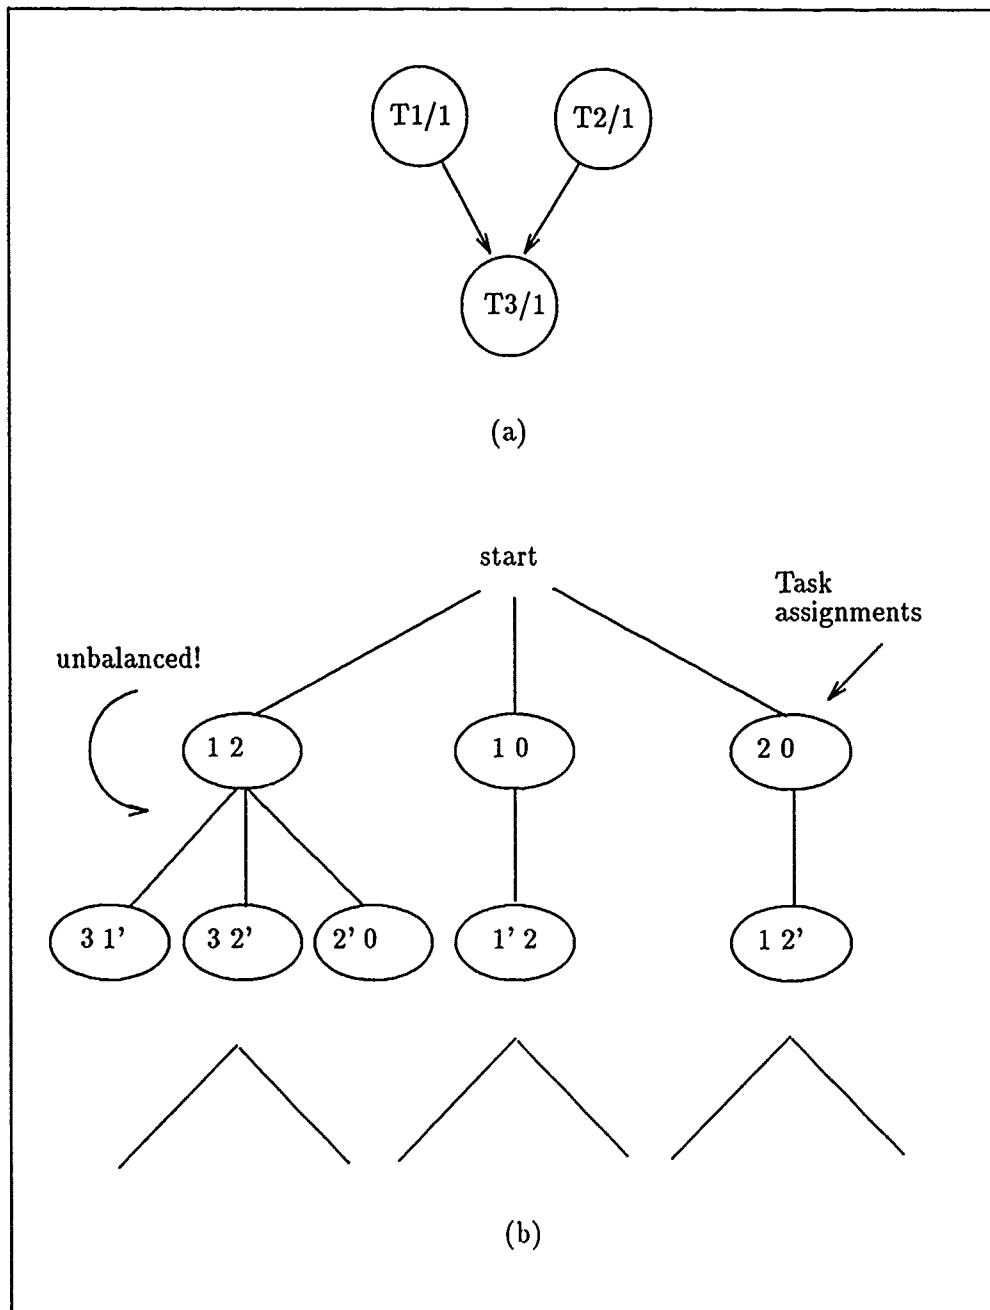 T1/1
T2/1
T3/1
(a)
start
Task
assignments
unbalanced!
1 2
1 0
2 0
3 1'
3 2'
2' 0
1' 2
1 2'
(b)